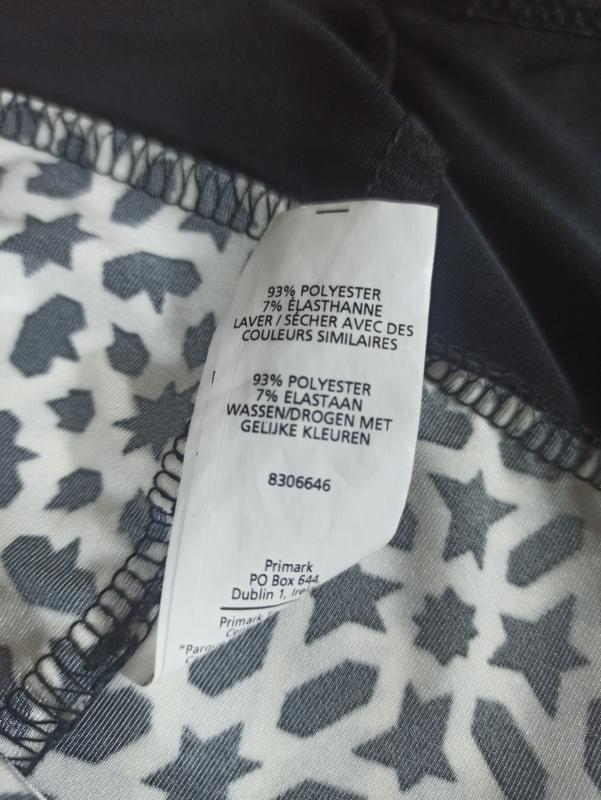 93% POLYESTER
7% ÉLASTHANNE
LAVER / SÉCHER AVEC DES
COULEURS SIMILAIRES
93% POLYESTER
7% ELASTAAN
WASSEN/DROGEN MET
GELIJKE KLEUREN
8306646
Primark
PO Box 644,
Dublin 1,
Primark